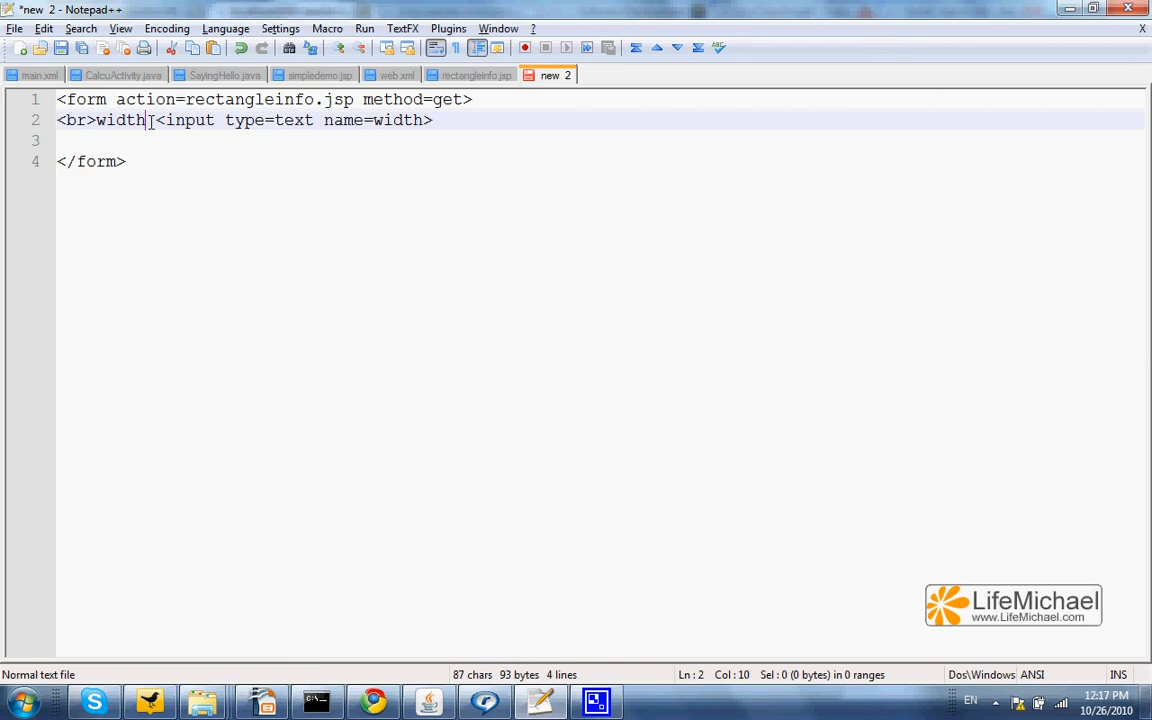 *new 2 - Notepad++
File Edit Search View Encoding Language Settings Macro Run TextFX Plugins Window ? X
main.xml CalcuActivity.java SayingHello.java simpledemo.jsp web.xml rectangleinfo.jsp new 2
1 <form action=rectangleinfo.jsp method=get>
2 <br>width <input type=text name=width>
3
4 </form>
LifeMichael
www.LifeMichael.com
Normal text file 87 chars 93 bytes 4 lines Ln : 2 Col : 10 Sel : 0 (0 bytes) in 0 ranges Dos\Windows ANSI INS
EN 12:17 PM
10/26/2010